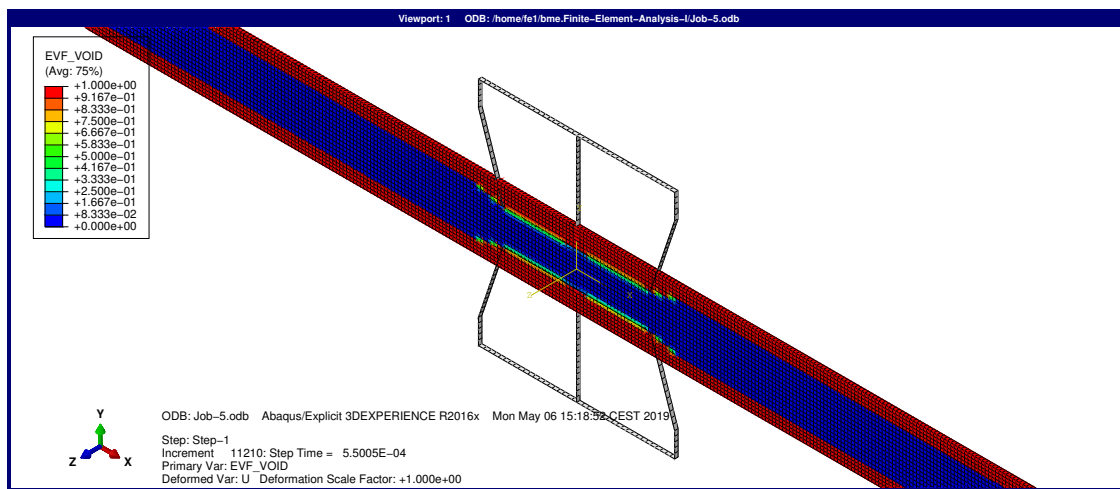 Viewport: 1 ODB: /home/fe1/bme.Finite-Element-Analysis-I/Job-5.odb
EVF_VOID
(Avg: 75%)
+1.000e+00
+9.167e-01
+8.333e-01
+7.500e-01
+6.667e-01
+5.833e-01
+5.000e-01
+4.167e-01
+3.333e-01
+2.500e-01
+1.667e-01
+8.333e-02
+0.000e+00
Y
Z
X
Z X
Y
ODB: Job-5.odb Abaqus/Explicit 3DEXPERIENCE R2016x Mon May 06 15:18:52 CEST 2019
Step: Step-1
Increment 11210: Step Time = 5.5005E-04
Primary Var: EVF_VOID
Deformed Var: U Deformation Scale Factor: +1.000e+00